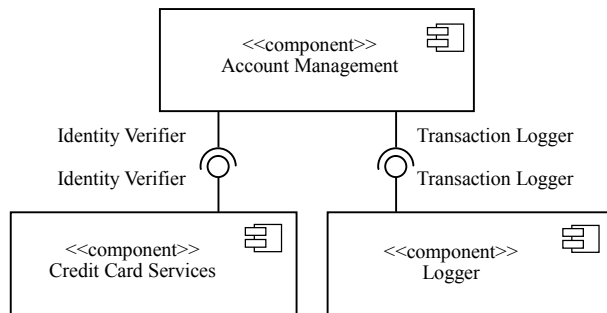 <<component>>
Account Management
Identity Verifier
Transaction Logger
Identity Verifier
Transaction Logger
<<component>>
Credit Card Services
<<component>>
Logger